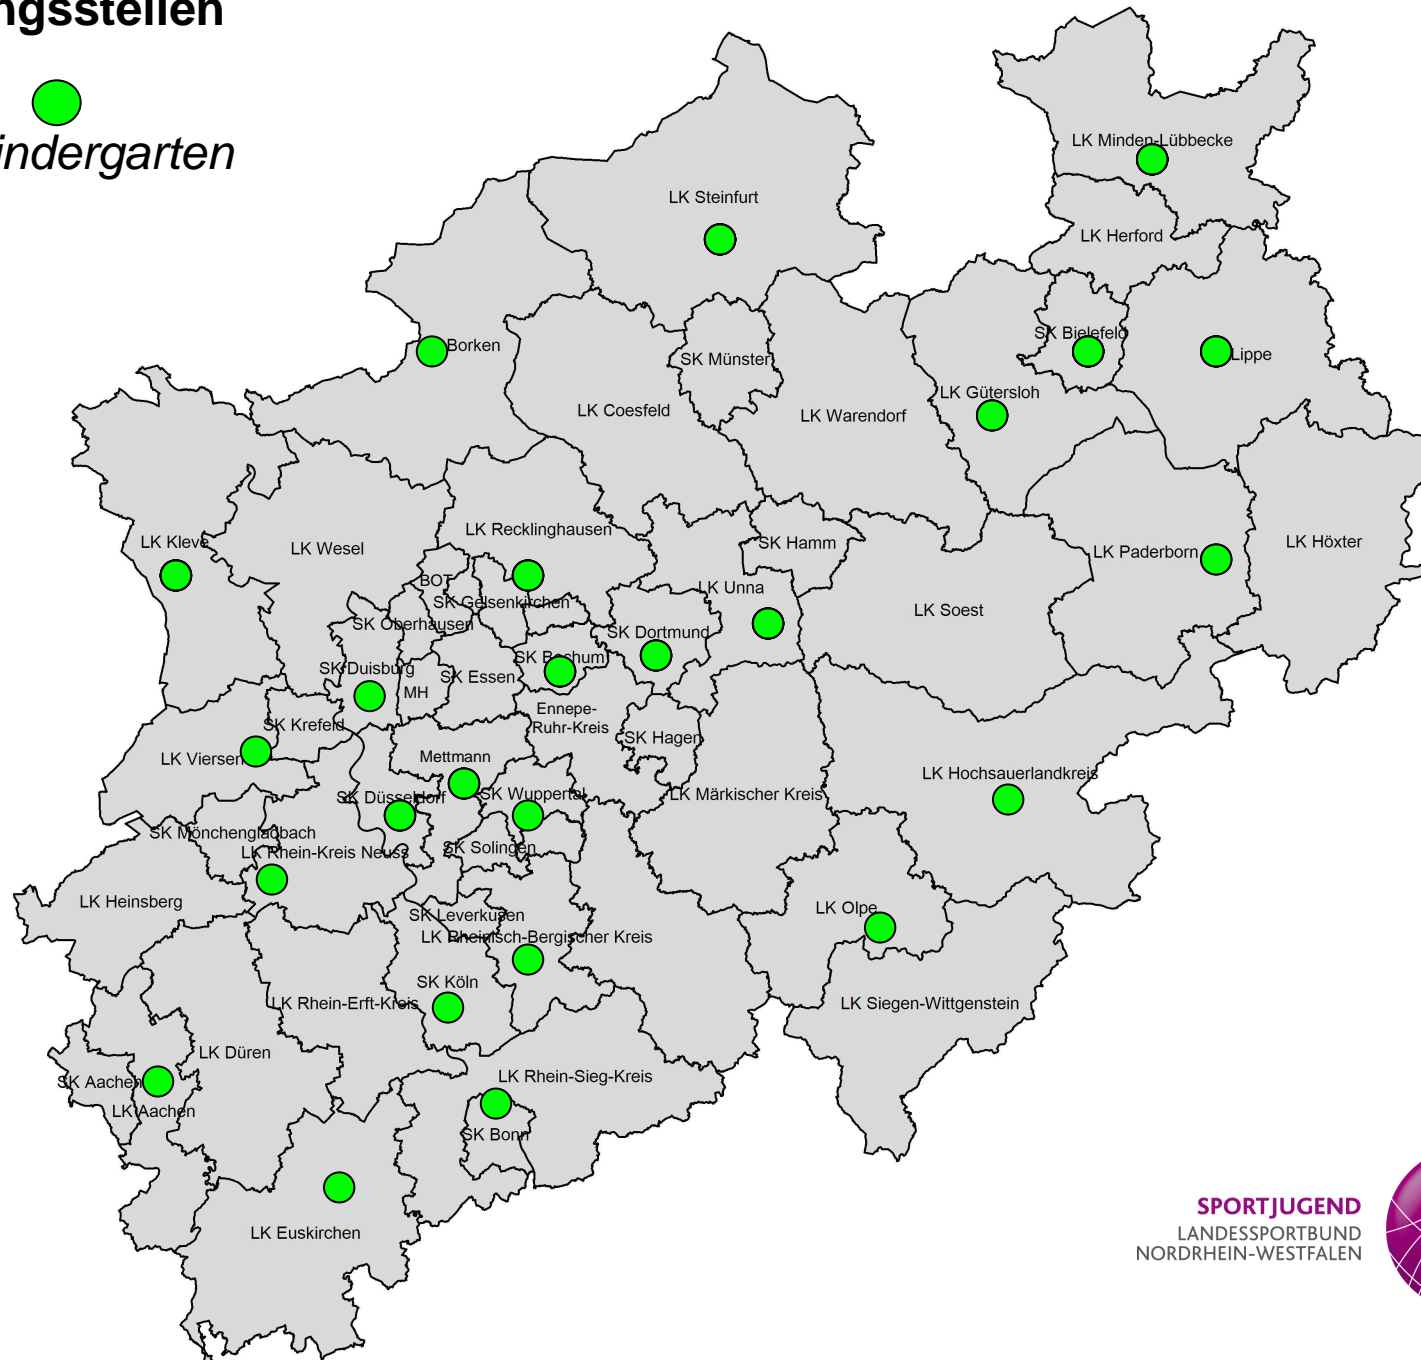 ngsstellen
indergarten
LK Minden-Lübbecke
LK Steinfurt
LK Herford
SK Bielefeld
Borken
Lippe
SK Münster
LK Gütersloh
LK Coesfeld
LK Warendorf
LK Recklinghausen
LK Kleve
LK Wesel
SK Hamm
LK Paderborn
LK Höxter
BOT
LK Unna
SK Gelsenkirchen
LK Soest
SK Oberhausen
SK Dortmund
SK Bochum
SK Duisburg
SK Essen
MH
Ennepe-
Ruhr-Kreis
SK Krefeld
SK Hagen
LK Viersen
Mettmann
LK Hochsauerlandkreis
SK Düsseldorf
SK Wuppertal
LK Märkischer Kreis
SK Mönchengladbach
SK Solingen
LK Rhein-Kreis Neuss
LK Heinsberg
LK Olpe
SK Leverkusen
LK Rheinisch-Bergischer Kreis
SK Köln
LK Rhein-Erft-Kreis
LK Siegen-Wittgenstein
LK Düren
LK Rhein-Sieg-Kreis
SK Aachen
LK Aachen
SK Bonn
LK Euskirchen
SPORTJUGEND
LANDESSPORTBUND
NORDRHEIN-WESTFALEN